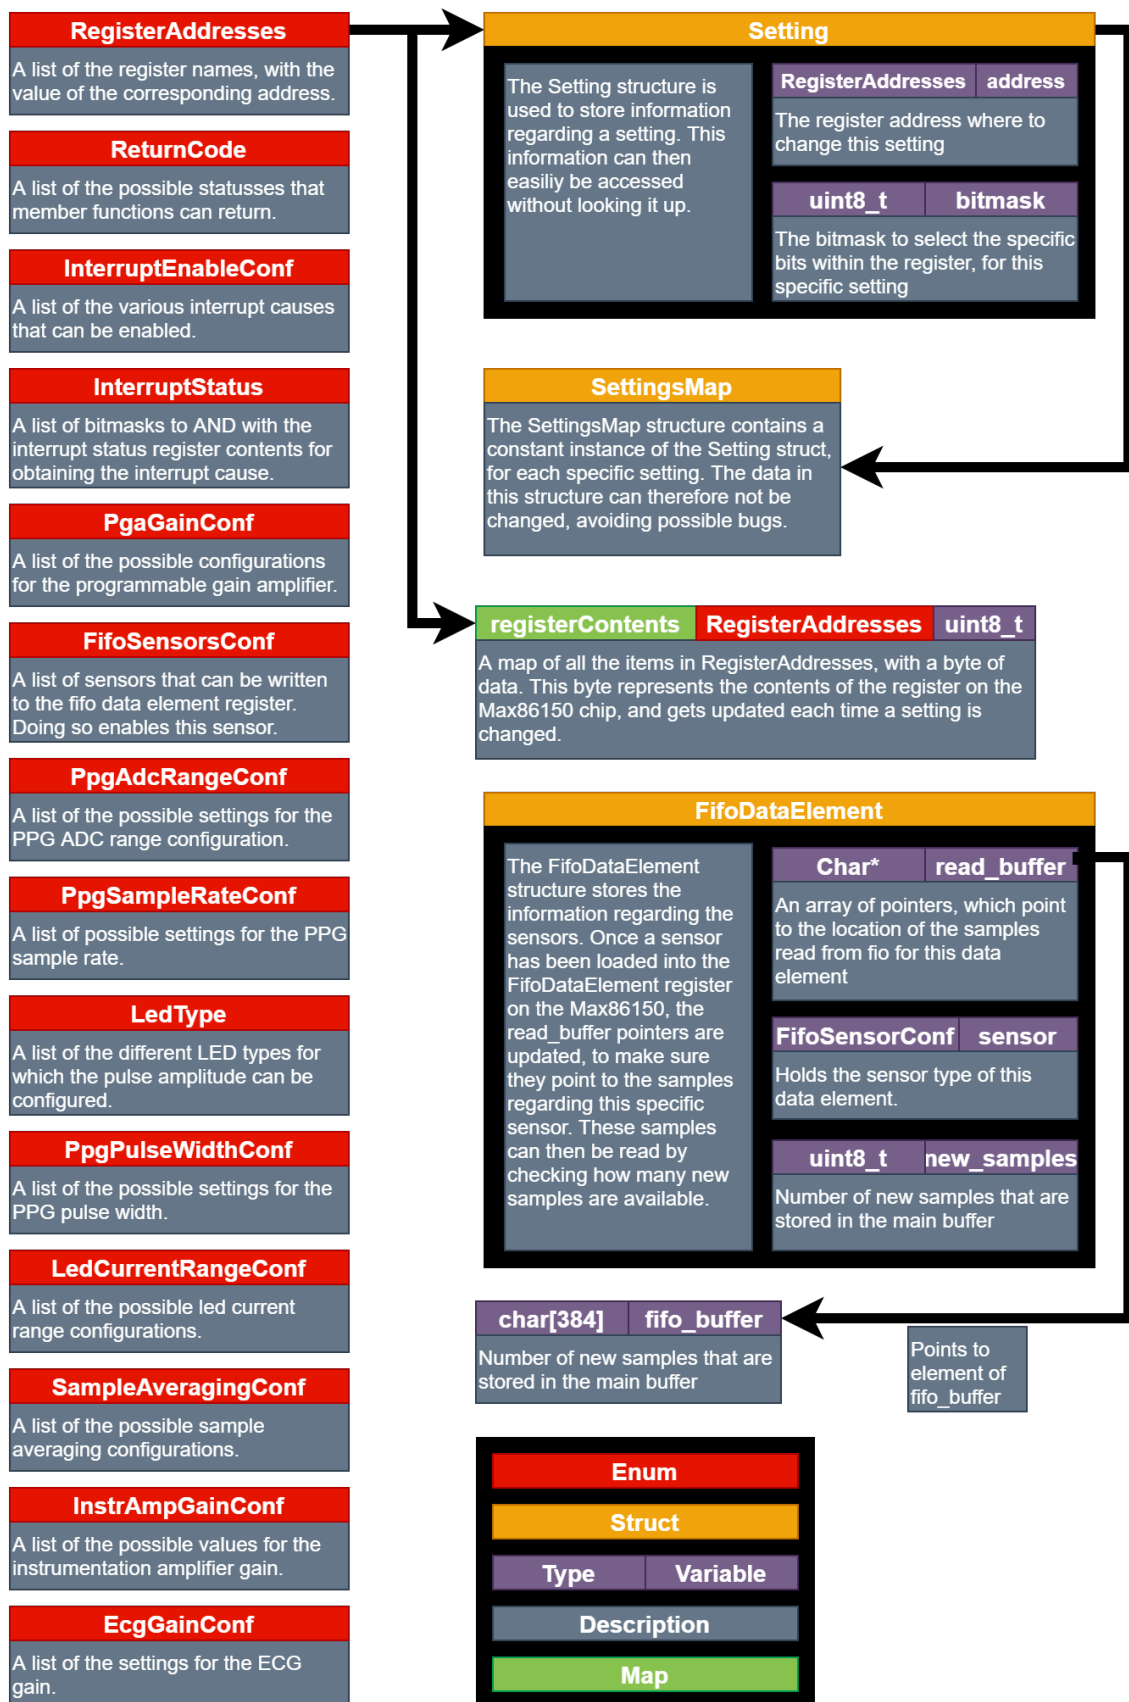 RegisterAddresses
A list of the register names, with the
value of the corresponding address.
ReturnCode
A list of the possible statusses that
member functions can return.
InterruptEnableConf
A list of the various interrupt causes
that can be enabled.
InterruptStatus
A list of bitmasks to AND with the
interrupt status register contents for
obtaining the interrupt cause.
PgaGainConf
A list of the possible configurations
for the programmable gain amplifier.
FifoSensorsConf
A list of sensors that can be written
to the fifo data element register.
Doing so enables this sensor.
PpgAdcRangeConf
A list of the possible settings for the
PPG ADC range configuration.
PpgSampleRateConf
A list of possible settings for the PPG
sample rate.
LedType
A list of the different LED types for
which the pulse amplitude can be
configured.
PpgPulseWidthConf
A list of the possible settings for the
PPG pulse width.
LedCurrentRangeConf
A list of the possible led current
range configurations.
SampleAveragingConf
A list of the possible sample
averaging configurations.
InstrAmpGainConf
A list of the possible values for the
instrumentation amplifier gain.
EcgGainConf
A list of the settings for the ECG
gain.
Setting
The Setting structure is
used to store information
regarding a setting. This
information can then
easiliy be accessed
without looking it up.
RegisterAddresses address
The register address where to
change this setting
uint8_t bitmask
The bitmask to select the specific
bits within the register, for this
specific setting
SettingsMap
The SettingsMap structure contains a
constant instance of the Setting struct,
for each specific setting. The data in
this structure can therefore not be
changed, avoiding possible bugs.
registerContents RegisterAddresses uint8_t
A map of all the items in RegisterAddresses, with a byte of
data. This byte represents the contents of the register on the
Max86150 chip, and gets updated each time a setting is
changed.
FifoDataElement
The FifoDataElement
structure stores the
information regarding the
sensors. Once a sensor
has been loaded into the
FifoDataElement register
on the Max86150, the
read_buffer pointers are
updated, to make sure
they point to the samples
regarding this specific
sensor. These samples
can then be read by
checking how many new
samples are available.
Char* read_buffer
An array of pointers, which point
to the location of the samples
read from fio for this data
element
FifoSensorConf sensor
Holds the sensor type of this
data element.
uint8_t new_samples
Number of new samples that are
stored in the main buffer
char[384] fifo_buffer
Number of new samples that are
stored in the main buffer
Points to
element of
fifo_buffer
Enum
Struct
Type Variable
Description
Map